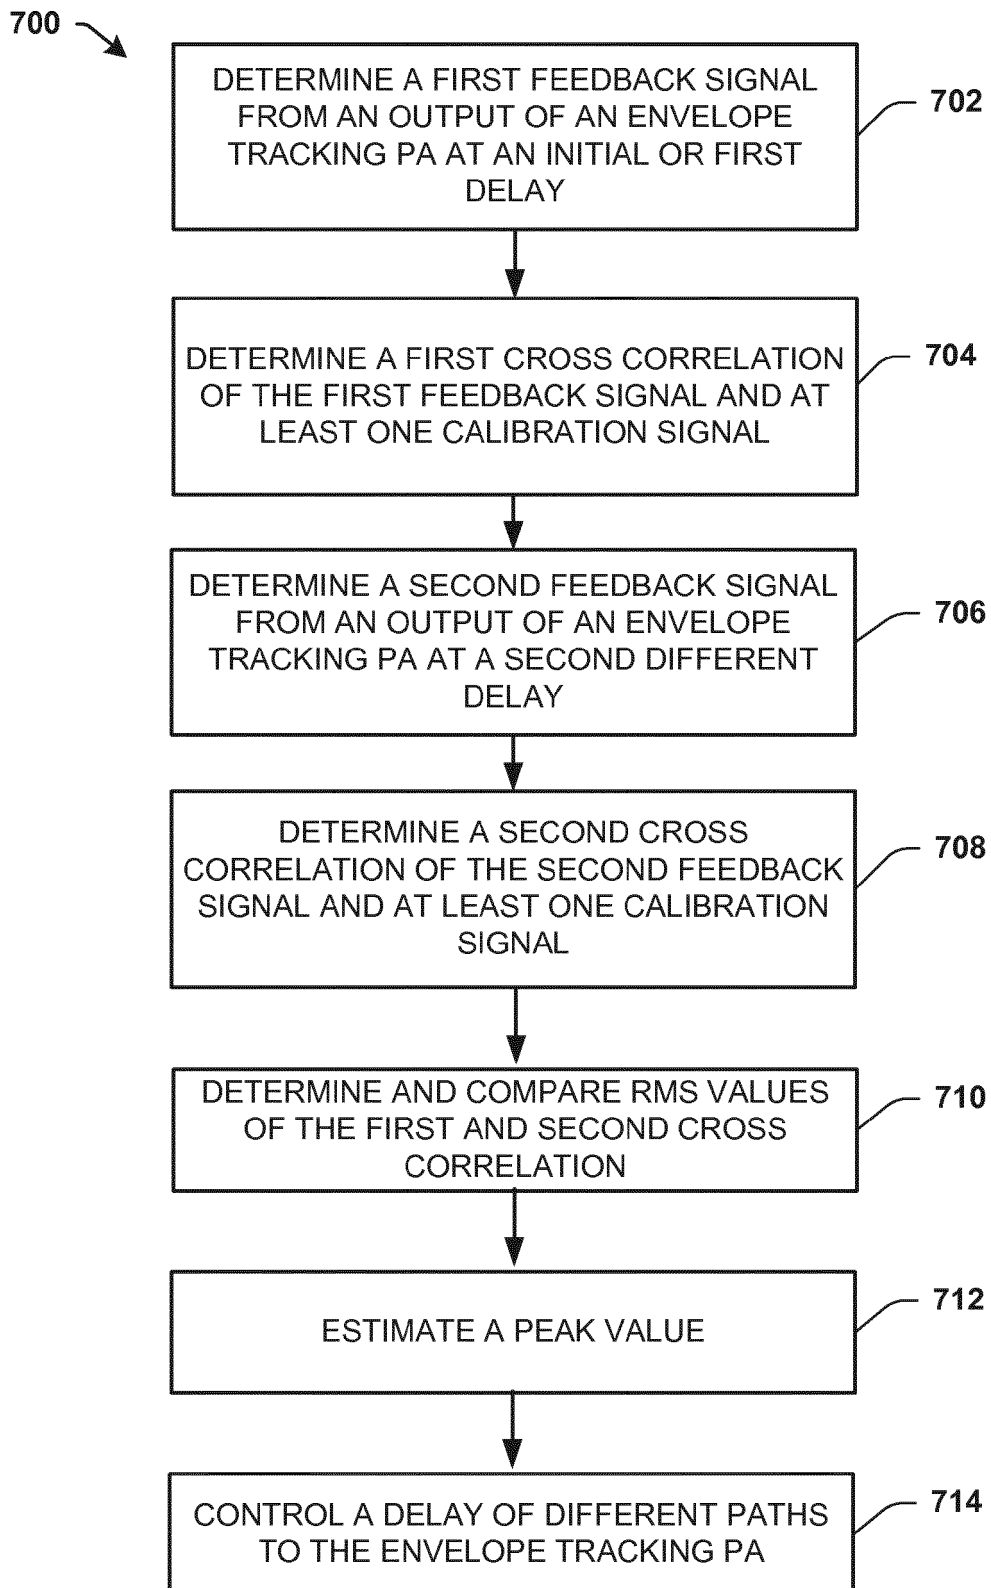 700
DETERMINE A FIRST FEEDBACK SIGNAL
FROM AN OUTPUT OF AN ENVELOPE
TRACKING PA AT AN INITIAL OR FIRST
DELAY
702
DETERMINE A FIRST CROSS CORRELATION
OF THE FIRST FEEDBACK SIGNAL AND AT
LEAST ONE CALIBRATION SIGNAL
704
DETERMINE A SECOND FEEDBACK SIGNAL
FROM AN OUTPUT OF AN ENVELOPE
TRACKING PA AT A SECOND DIFFERENT
DELAY
706
DETERMINE A SECOND CROSS
CORRELATION OF THE SECOND FEEDBACK
SIGNAL AND AT LEAST ONE CALIBRATION
SIGNAL
708
DETERMINE AND COMPARE RMS VALUES
OF THE FIRST AND SECOND CROSS
CORRELATION
710
ESTIMATE A PEAK VALUE
712
CONTROL A DELAY OF DIFFERENT PATHS
TO THE ENVELOPE TRACKING PA
714